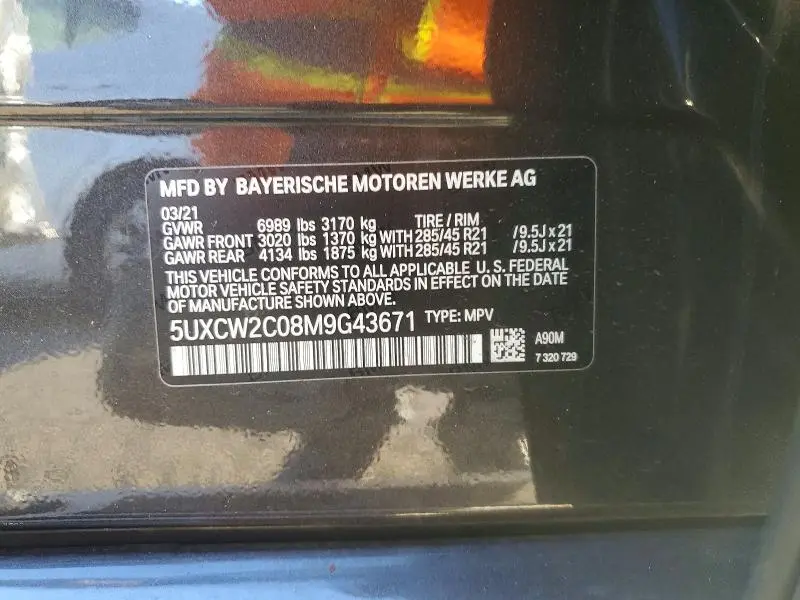 MFD BY BAYERISCHE MOTOREN WERKE AG
03/21 TIRE / RIM
GVWR 6989 lbs 3170 kg
GAWR FRONT 3020 lbs 1370 kg WITH 285/45 R21 /9.5J x 21
GAWR REAR 4134 lbs 1875 kg WITH 285/45 R21 /9.5J x 21
THIS VEHICLE CONFORMS TO ALL APPLICABLE U. S. FEDERAL
MOTOR VEHICLE SAFETY STANDARDS IN EFFECT ON THE DATE
OF MANUFACTURE SHOWN ABOVE.
5UXCW2C08M9G43671 TYPE: MPV
A90M
7 320 729